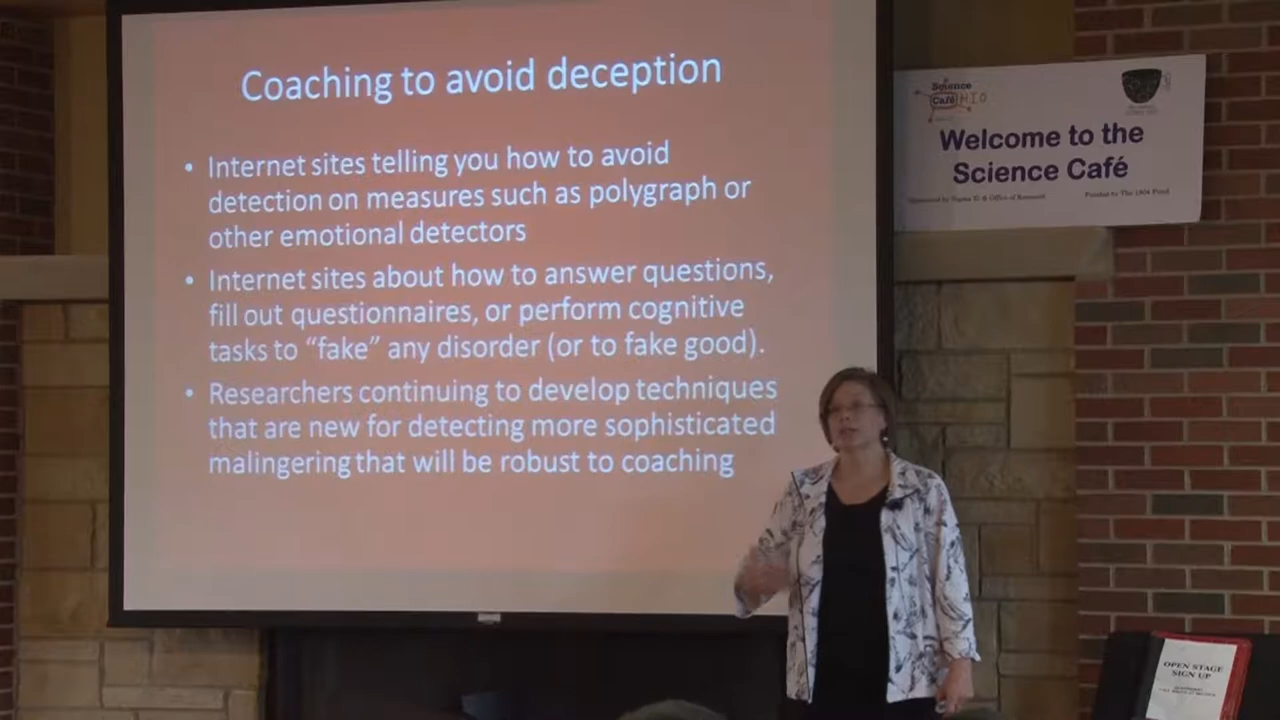 Coaching to avoid deception
• Internet sites telling you how to avoid
detection on measures such as polygraph or
other emotional detectors
• Internet sites about how to answer questions,
fill out questionnaires, or perform cognitive
tasks to “fake” any disorder (or to fake good).
• Researchers continuing to develop techniques
that are new for detecting more sophisticated
malingering that will be robust to coaching
Science
Café
Welcome to the
Science Café
OPEN STAGE
SIGN UP